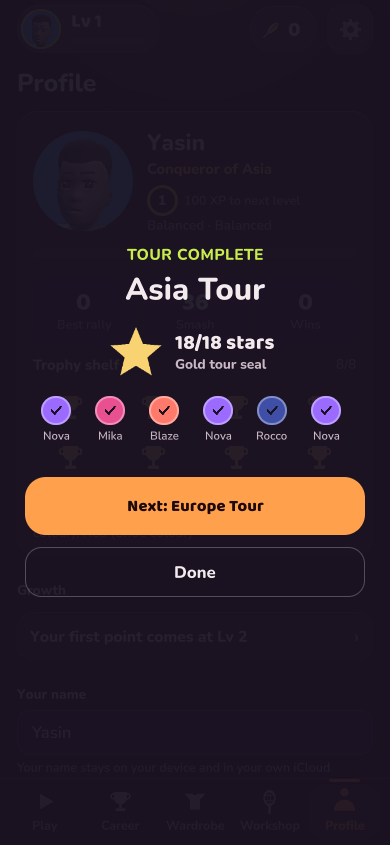 Lv 1
0
Profile
Yasin
Conqueror of Asia
1 100 XP to next level
Balanced · Balanced
TOUR COMPLETE
Asia Tour
0 36 0
Best rally Smash Wins
18/18 stars
Gold tour seal
Trophy shelf 8/8
Nova Mika Blaze Nova Rocco Nova
Next: Europe Tour
Done
Growth
Your first point comes at Lv 2
Your name
Yasin
Your name stays on your device and in your own iCloud
Play Career Wardrobe Workshop Profile